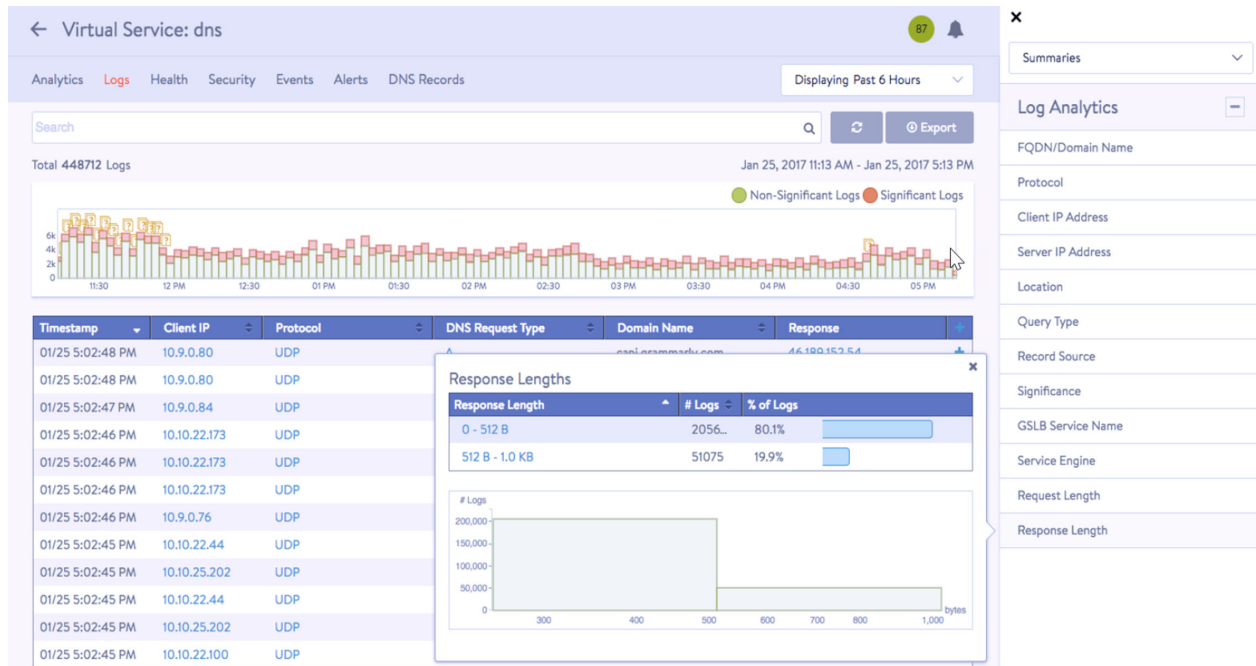 Virtual Service: dns
87
Analytics Logs Health Security Events Alerts DNS Records
Displaying Past 6 Hours
Search
Export
Total 448712 Logs
Jan 25, 2017 11:13 AM - Jan 25, 2017 5:13 PM
Non-Significant Logs Significant Logs
6k
4k
2k
0
11:30 12 PM 12:30 01 PM 01:30 02 PM 02:30 03 PM 03:30 04 PM 04:30 05 PM
Timestamp Client IP Protocol DNS Request Type Domain Name Response
01/25 5:02:48 PM 10.9.0.80 UDP A capi.grammarly.com 46.189.152.54
01/25 5:02:48 PM 10.9.0.80 UDP
01/25 5:02:47 PM 10.9.0.84 UDP
01/25 5:02:46 PM 10.10.22.173 UDP
01/25 5:02:46 PM 10.10.22.173 UDP
01/25 5:02:46 PM 10.10.22.173 UDP
01/25 5:02:46 PM 10.9.0.76 UDP
01/25 5:02:45 PM 10.10.22.44 UDP
01/25 5:02:45 PM 10.10.25.202 UDP
01/25 5:02:45 PM 10.10.22.44 UDP
01/25 5:02:45 PM 10.10.25.202 UDP
01/25 5:02:45 PM 10.10.22.100 UDP
Response Lengths
Response Length # Logs % of Logs
0 - 512 B 2056... 80.1%
512 B - 1.0 KB 51075 19.9%
# Logs
200,000
150,000
100,000
50,000
0
300 400 500 600 700 800 1,000
bytes
Summaries
Log Analytics
FQDN/Domain Name
Protocol
Client IP Address
Server IP Address
Location
Query Type
Record Source
Significance
GSLB Service Name
Service Engine
Request Length
Response Length